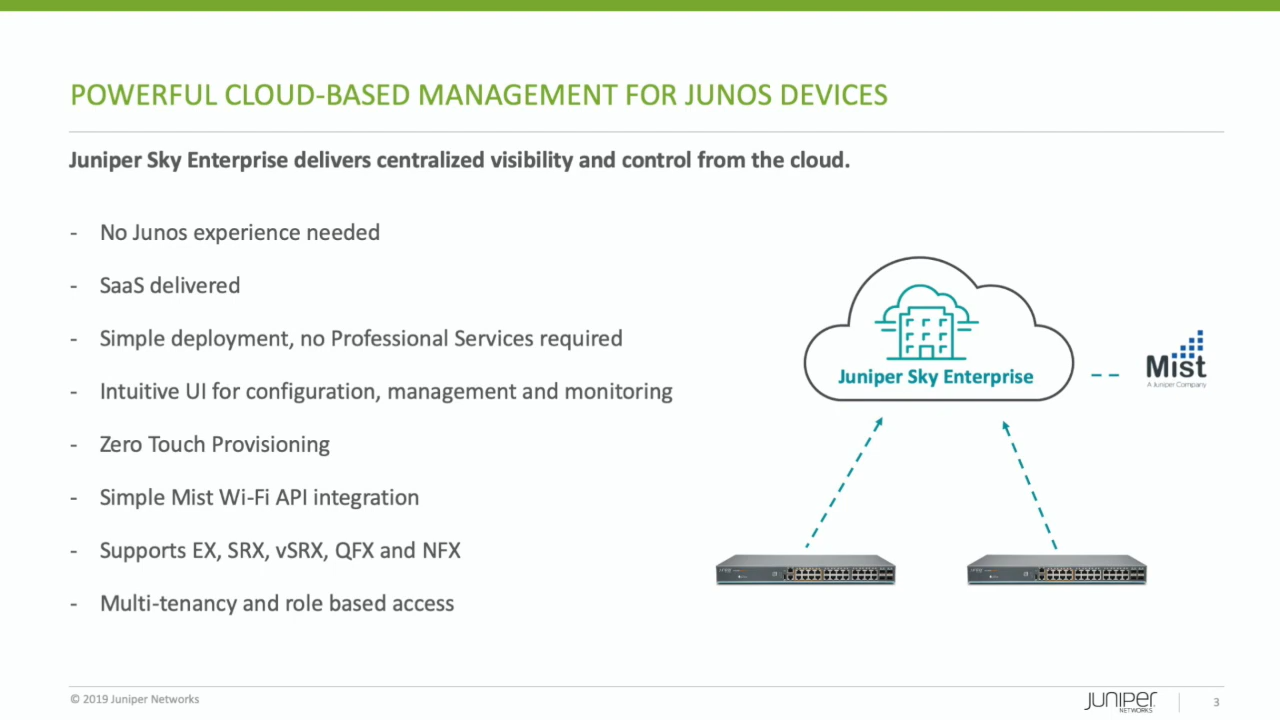 POWERFUL CLOUD-BASED MANAGEMENT FOR JUNOS DEVICES
Juniper Sky Enterprise delivers centralized visibility and control from the cloud.
- No Junos experience needed
- SaaS delivered
- Simple deployment, no Professional Services required
- Intuitive UI for configuration, management and monitoring
- Zero Touch Provisioning
- Simple Mist Wi-Fi API integration
- Supports EX, SRX, vSRX, QFX and NFX
- Multi-tenancy and role based access
Juniper Sky Enterprise
Mist
A Juniper Company
© 2019 Juniper Networks
JUNIPER
NETWORKS
3